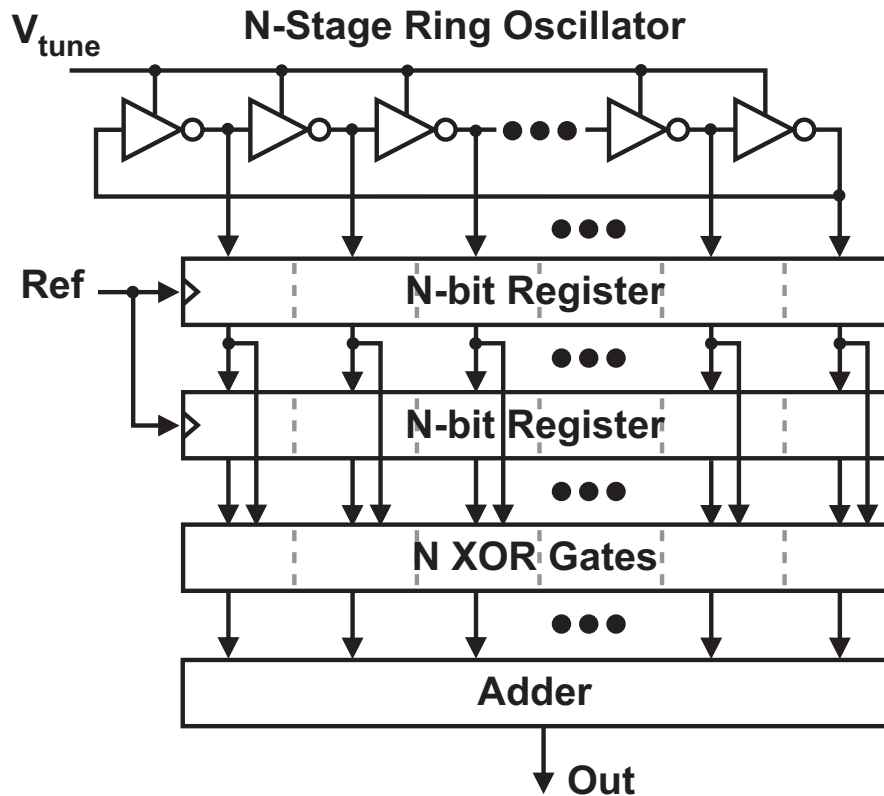 N-Stage Ring Oscillator
Vtune
Ref
N-bit Register
N-bit Register
N XOR Gates
Adder
Out